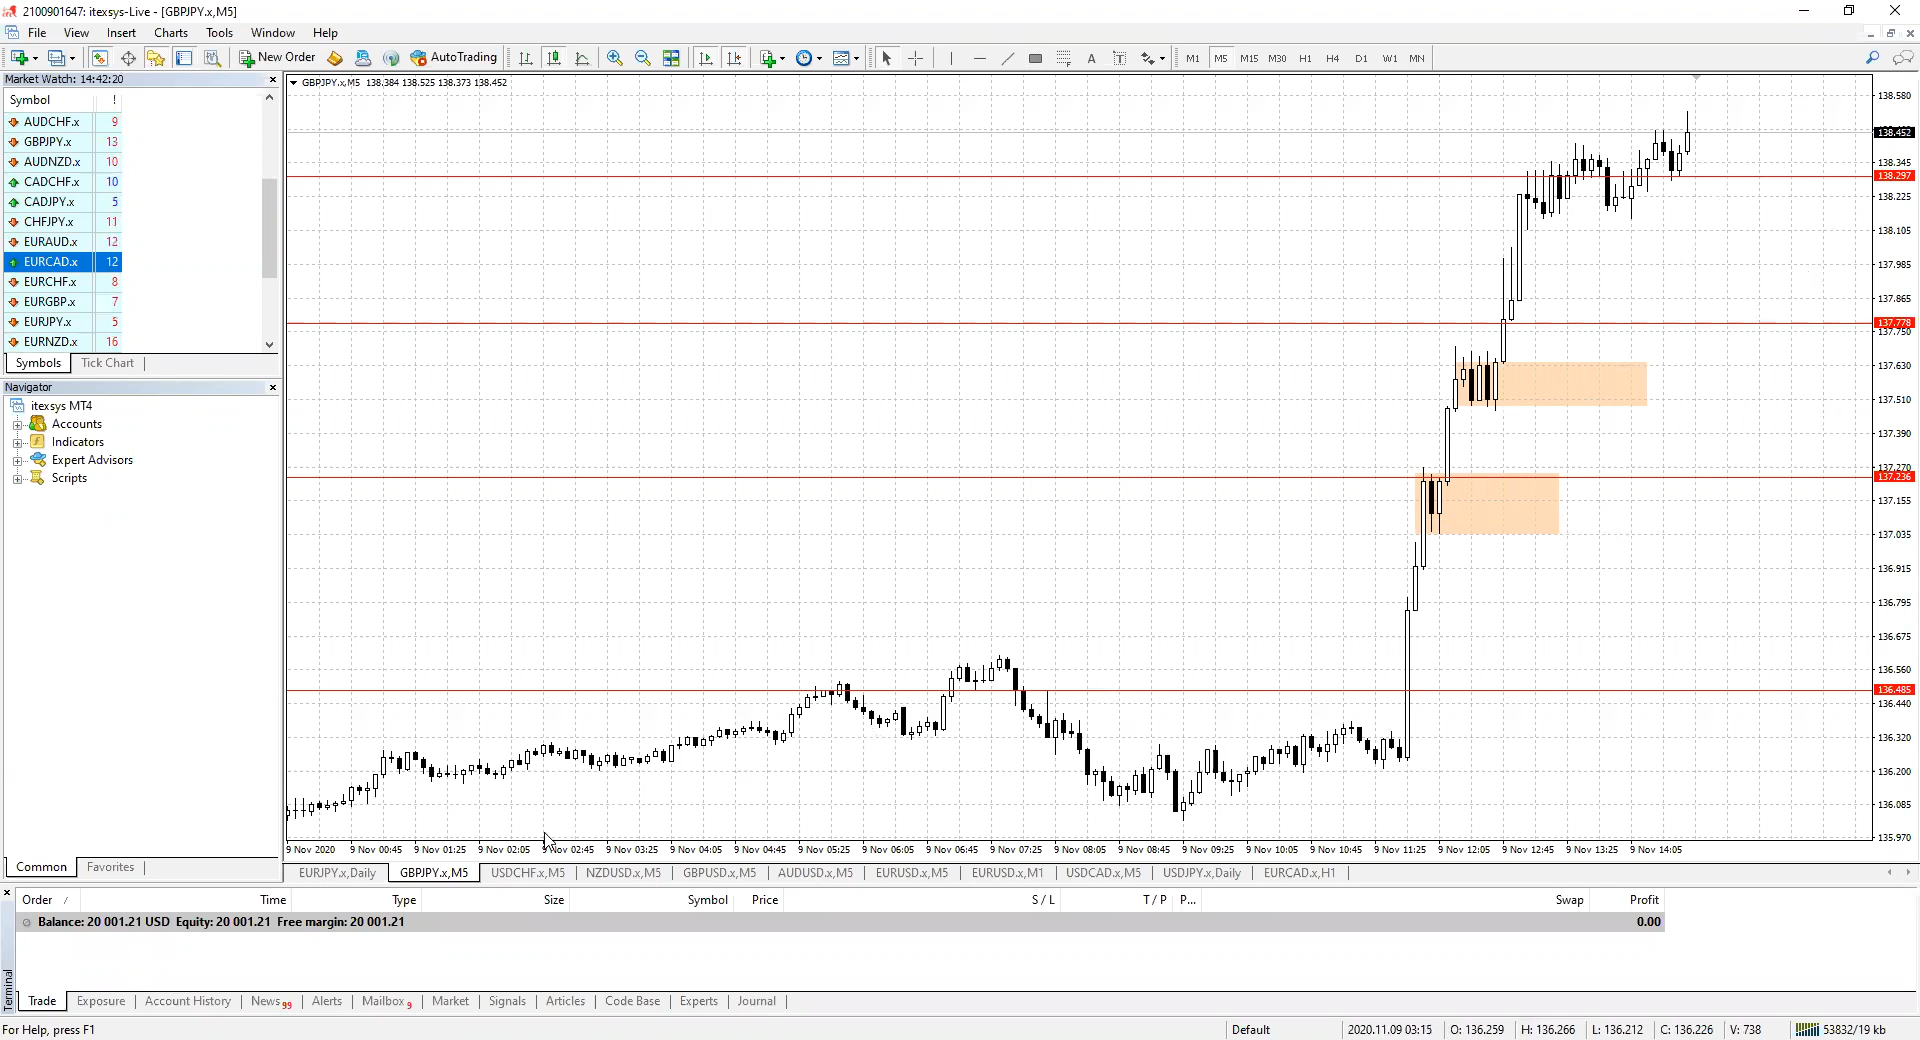 2100901647: itexsys-Live - [GBPJPY.x,M5]
File View Insert Charts Tools Window Help
New Order AutoTrading M1 M5 M15 M30 H1 H4 D1 W1 MN
Market Watch: 14:42:20
Symbol !
AUDCHF.x 9
GBPJPY.x 13
AUDNZD.x 10
CADCHF.x 10
CADJPY.x 5
CHFJPY.x 11
EURAUD.x 12
EURCAD.x 12
EURCHF.x 8
EURGBP.x 7
EURJPY.x 5
EURNZD.x 16
Symbols Tick Chart
Navigator
itexsys MT4
Accounts
Indicators
Expert Advisors
Scripts
Common Favorites
GBPJPY.x,M5 138.384 138.525 138.373 138.452
138.580
138.452
138.345
138.297
138.225
138.105
137.985
137.865
137.778
137.750
137.630
137.510
137.390
137.270
137.236
137.155
137.035
136.915
136.795
136.675
136.560
136.485
136.440
136.320
136.200
136.085
135.970
9 Nov 2020 9 Nov 00:45 9 Nov 01:25 9 Nov 02:05 9 Nov 02:45 9 Nov 03:25 9 Nov 04:05 9 Nov 04:45 9 Nov 05:25 9 Nov 06:05 9 Nov 06:45 9 Nov 07:25 9 Nov 08:05 9 Nov 08:45 9 Nov 09:25 9 Nov 10:05 9 Nov 10:45 9 Nov 11:25 9 Nov 12:05 9 Nov 12:45 9 Nov 13:25 9 Nov 14:05
EURJPY.x,Daily GBPJPY.x,M5 USDCHF.x,M5 NZDUSD.x,M5 GBPUSD.x,M5 AUDUSD.x,M5 EURUSD.x,M5 EURUSD.x,M1 USDCAD.x,M5 USDJPY.x,Daily EURCAD.x,H1
Order / Time Type Size Symbol Price S / L T / P P... Swap Profit
Balance: 20 001.21 USD Equity: 20 001.21 Free margin: 20 001.21 0.00
Terminal
Trade Exposure Account History News 99 Alerts Mailbox 9 Market Signals Articles Code Base Experts Journal
For Help, press F1 Default 2020.11.09 03:15 O: 136.259 H: 136.266 L: 136.212 C: 136.226 V: 738 53832/19 kb